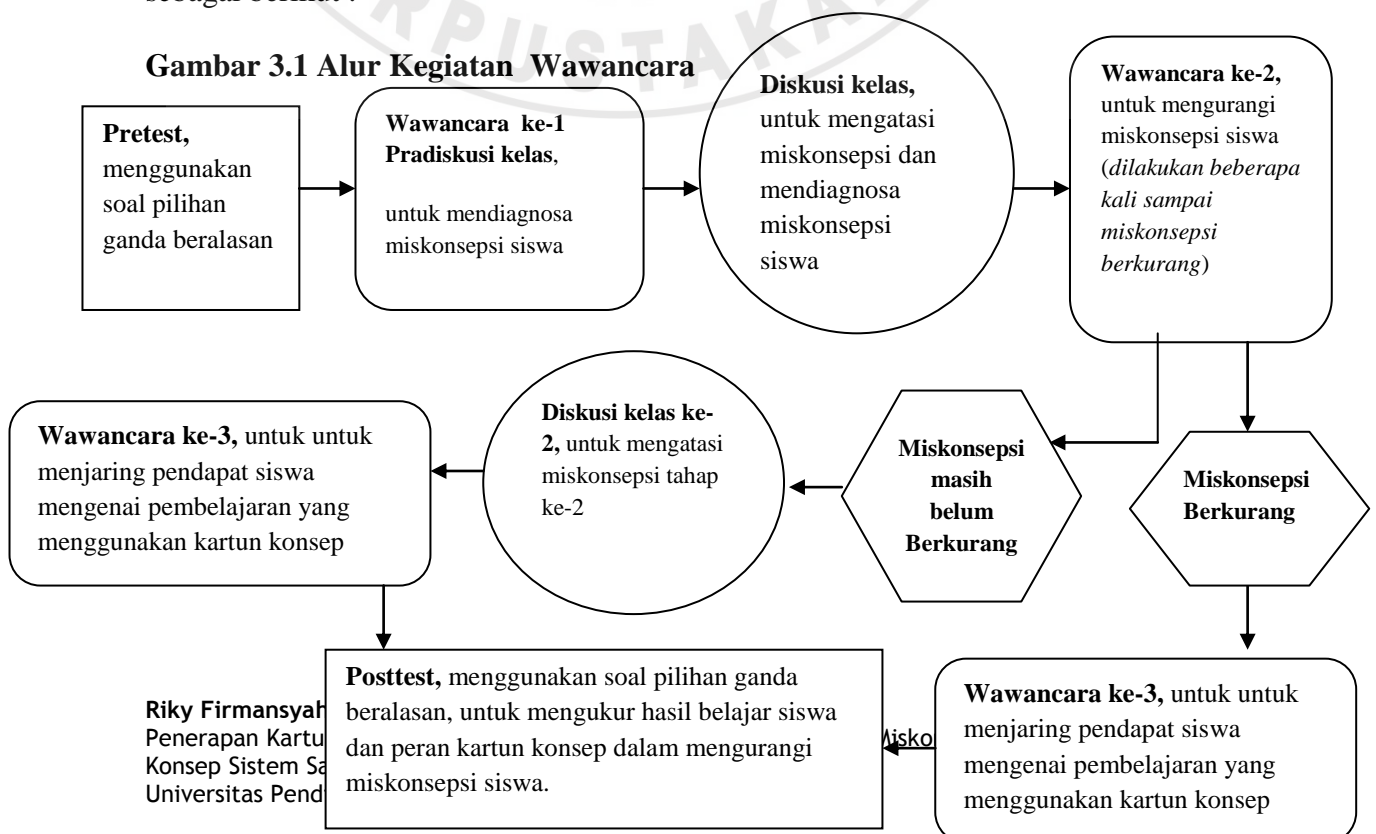 sebagai berikut :
RPUSTAKA
Gambar 3.1 Alur Kegiatan Wawancara
Pretest,
menggunakan
soal pilihan
ganda beralasan
Wawancara ke-1
Pradiskusi kelas,
untuk mendiagnosa
miskonsepsi siswa
Diskusi kelas,
untuk mengatasi
miskonsepsi dan
mendiagnosa
miskonsepsi
siswa
Wawancara ke-2,
untuk mengurangi
miskonsepsi siswa
(dilakukan beberapa
kali sampai
miskonsepsi
berkurang)
Wawancara ke-3, untuk untuk
menjaring pendapat siswa
mengenai pembelajaran yang
menggunakan kartun konsep
Diskusi kelas ke-
2, untuk mengatasi
miskonsepsi tahap
ke-2
Miskonsepsi
masih
belum
Berkurang
Miskonsepsi
Berkurang
Posttest, menggunakan soal pilihan ganda
beralasan, untuk mengukur hasil belajar siswa
dan peran kartun konsep dalam mengurangi
miskonsepsi siswa.
Wawancara ke-3, untuk untuk
menjaring pendapat siswa
mengenai pembelajaran yang
menggunakan kartun konsep
Riky Firmansyah
Penerapan Kartu Misko
Konsep Sistem Sa
Universitas Pend